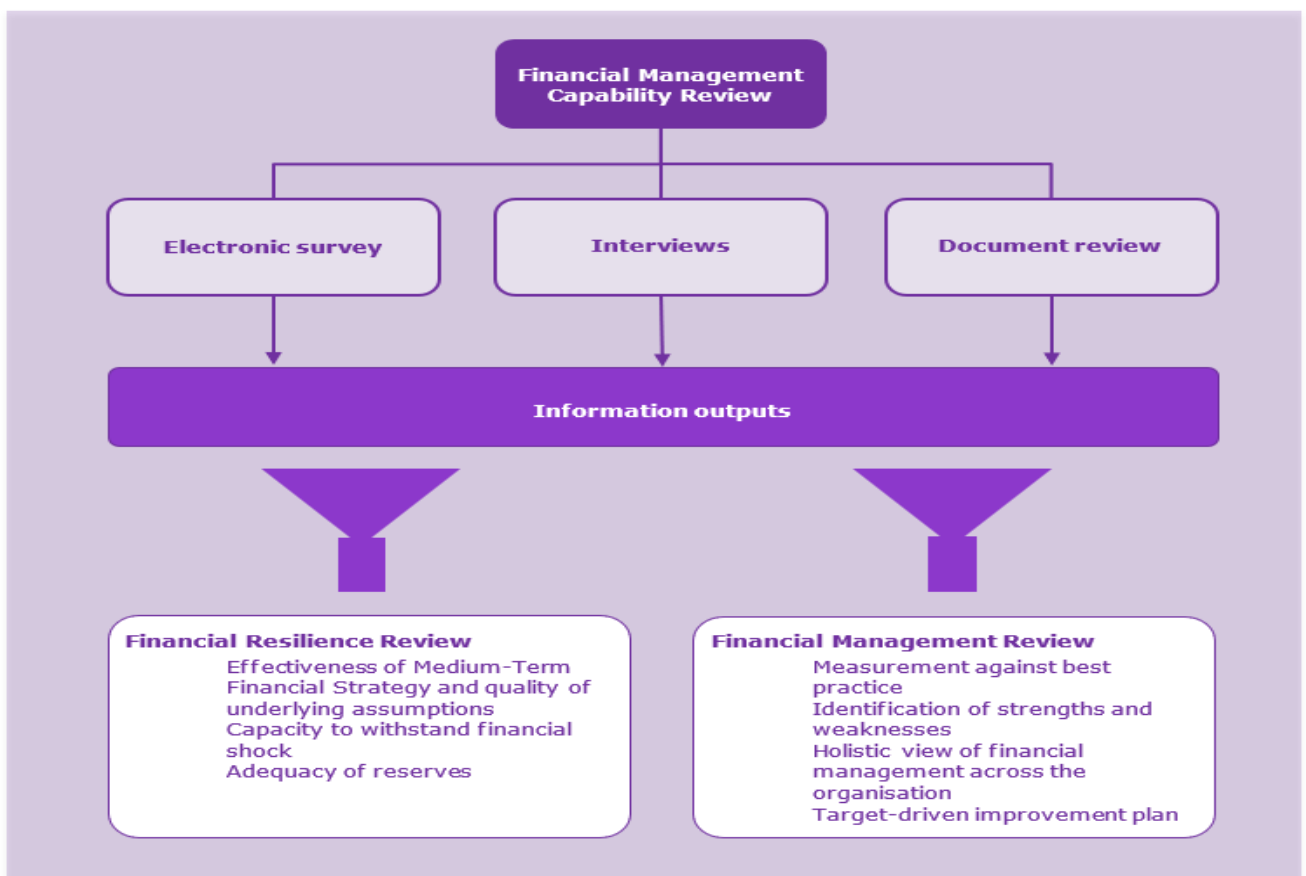 Financial Management
Capability Review
Electronic survey
Interviews
Document review
Information outputs
Financial Resilience Review
Effectiveness of Medium-Term
Financial Strategy and quality of
underlying assumptions
Capacity to withstand financial
shock
Adequacy of reserves
Financial Management Review
Measurement against best
practice
Identification of strengths and
weaknesses
Holistic view of financial
management across the
organisation
Target-driven improvement plan